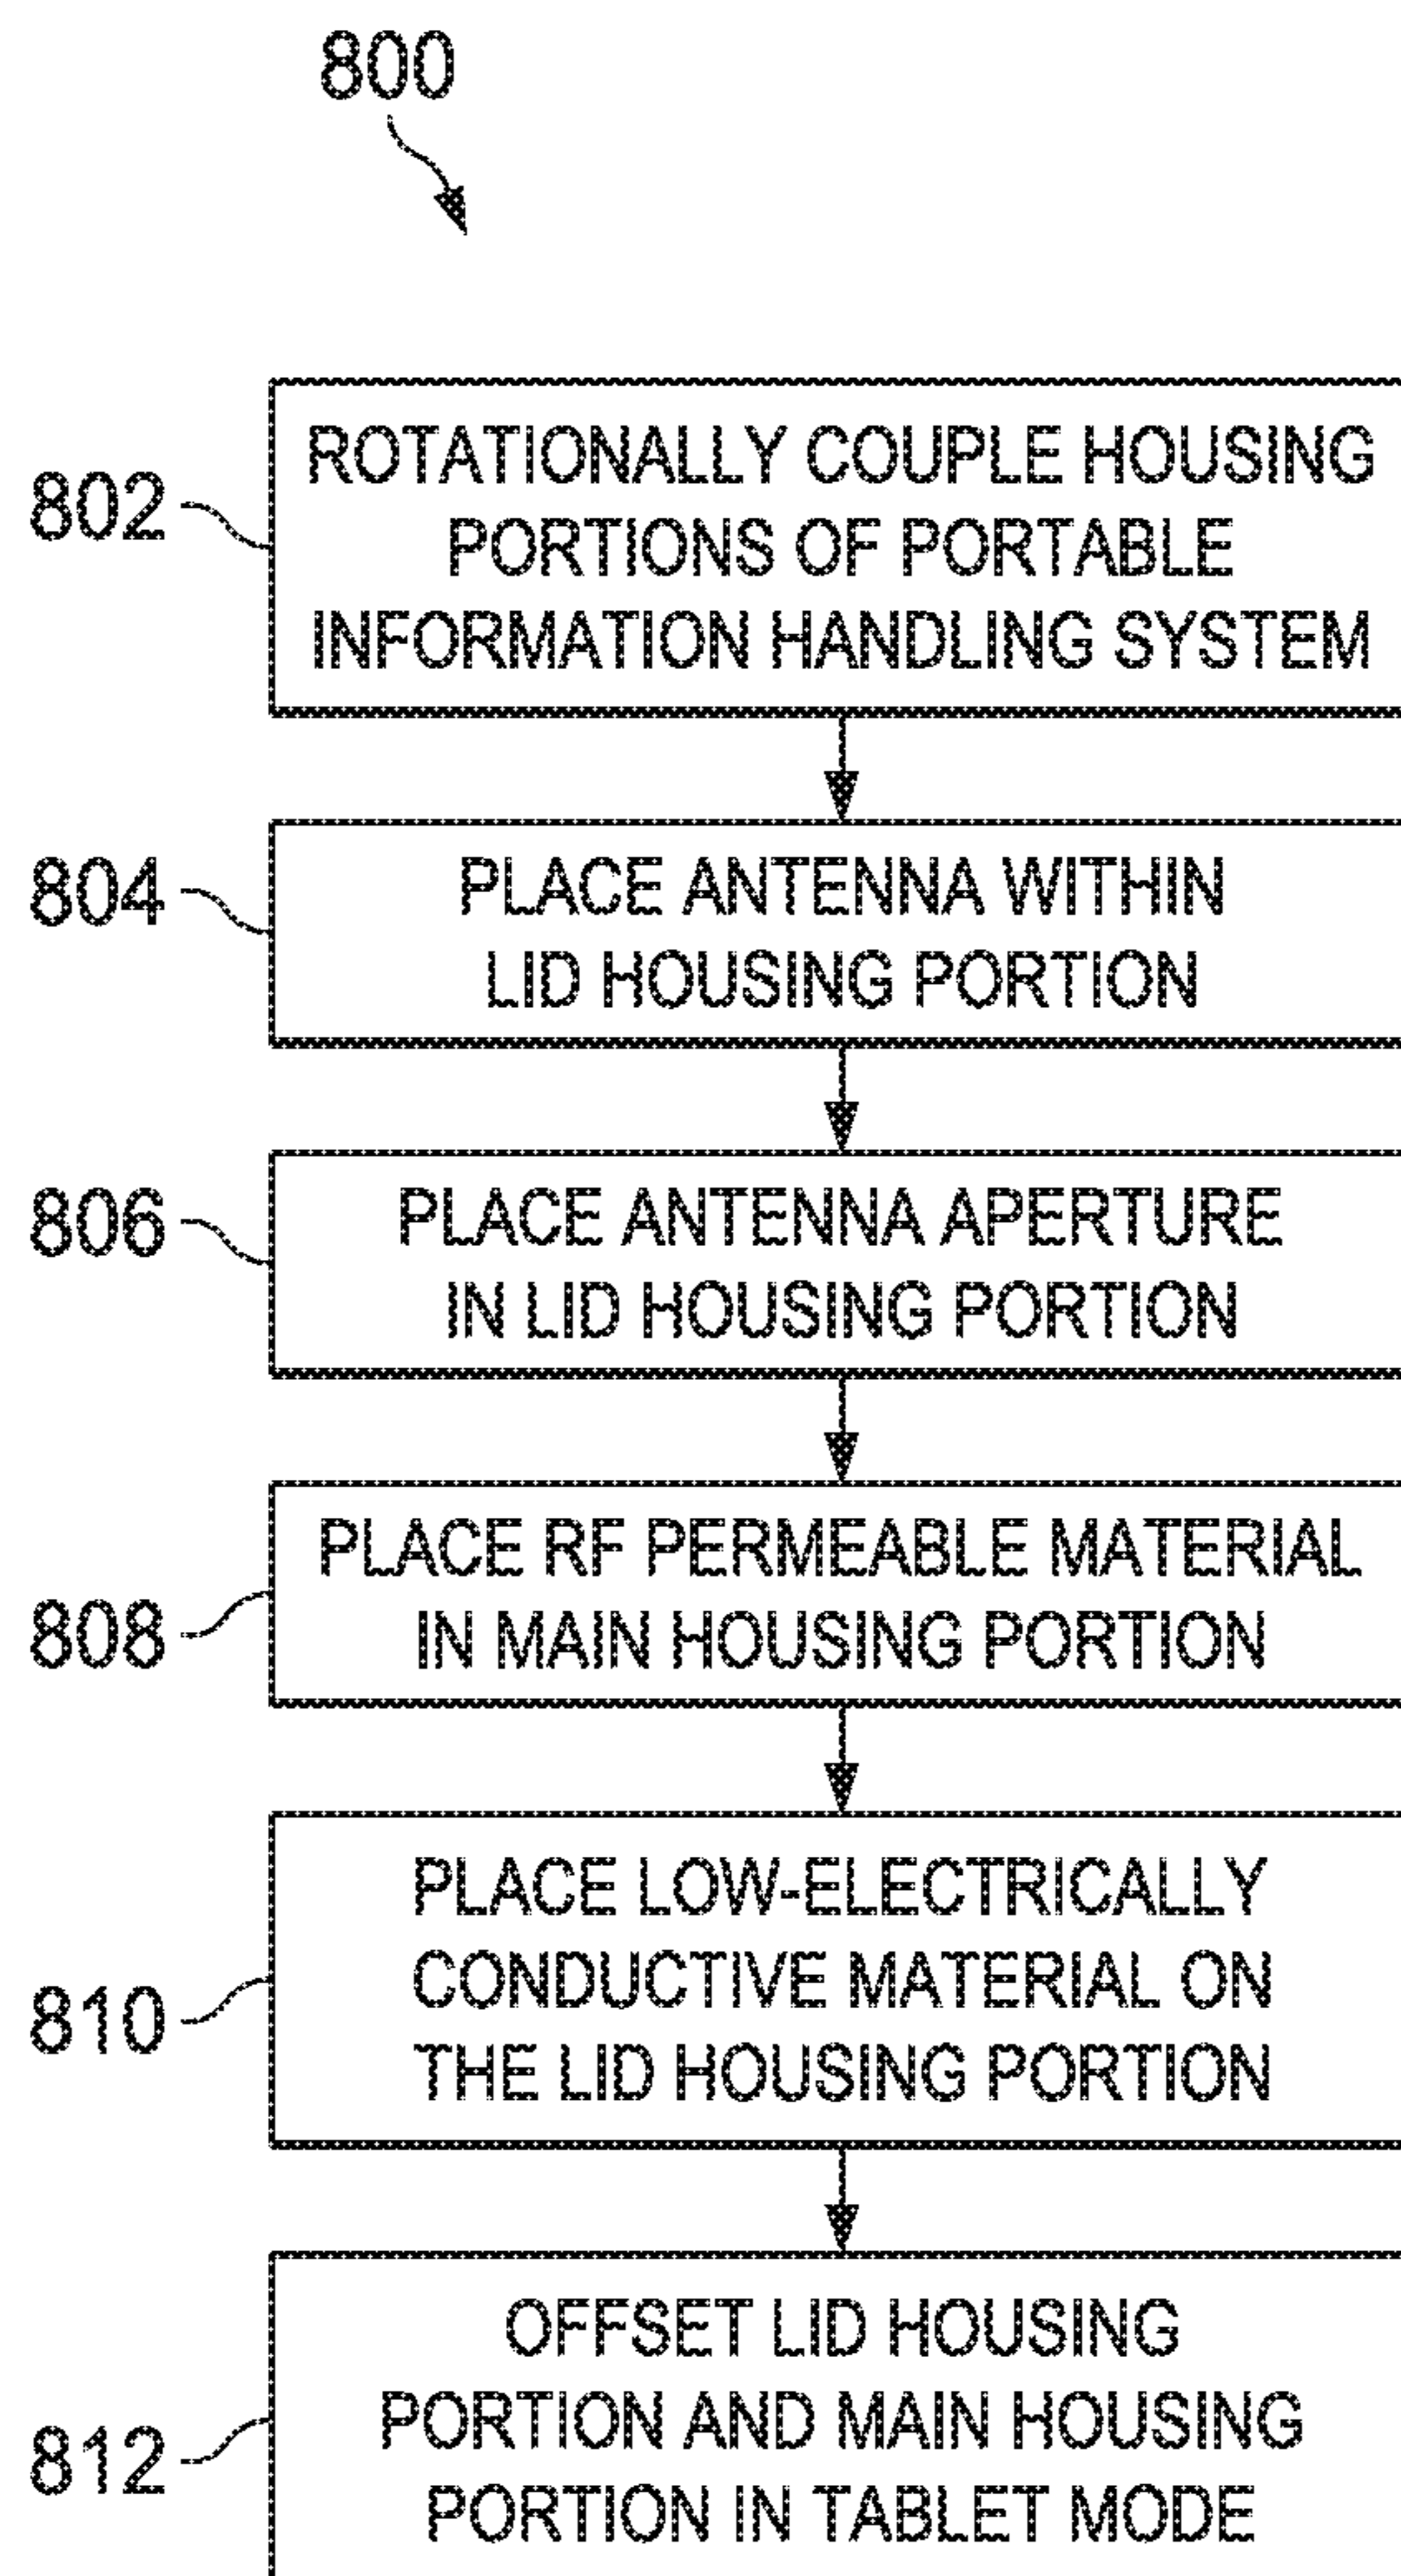 800
802
ROTATIONALLY COUPLE HOUSING
PORTIONS OF PORTABLE
INFORMATION HANDLING SYSTEM
804
PLACE ANTENNA WITHIN
LID HOUSING PORTION
806
PLACE ANTENNA APERTURE
IN LID HOUSING PORTION
808
PLACE RF PERMEABLE MATERIAL
IN MAIN HOUSING PORTION
810
PLACE LOW-ELECTRICALLY
CONDUCTIVE MATERIAL ON
THE LID HOUSING PORTION
812
OFFSET LID HOUSING
PORTION AND MAIN HOUSING
PORTION IN TABLET MODE